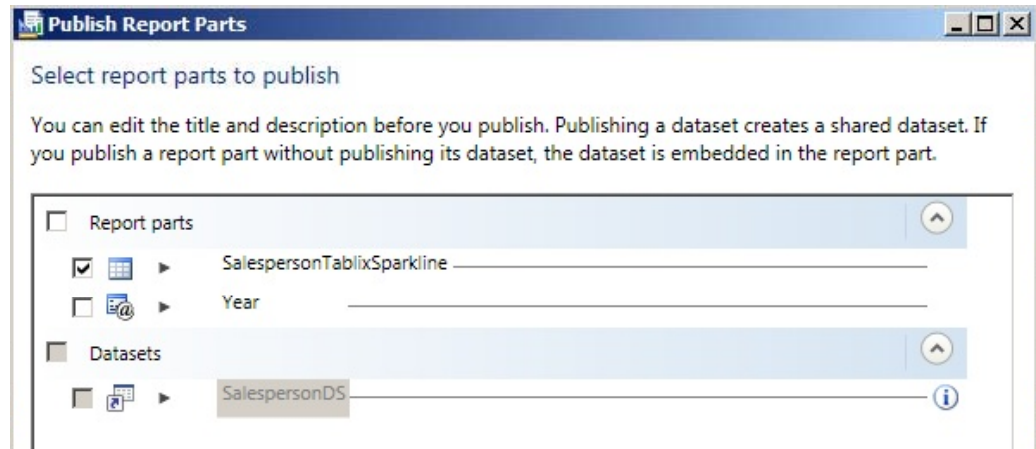 Publish Report Parts
Select report parts to publish
You can edit the title and description before you publish. Publishing a dataset creates a shared dataset. If
you publish a report part without publishing its dataset, the dataset is embedded in the report part.
Report parts
SalespersonTablixSparkline
Year
Datasets
SalespersonDS